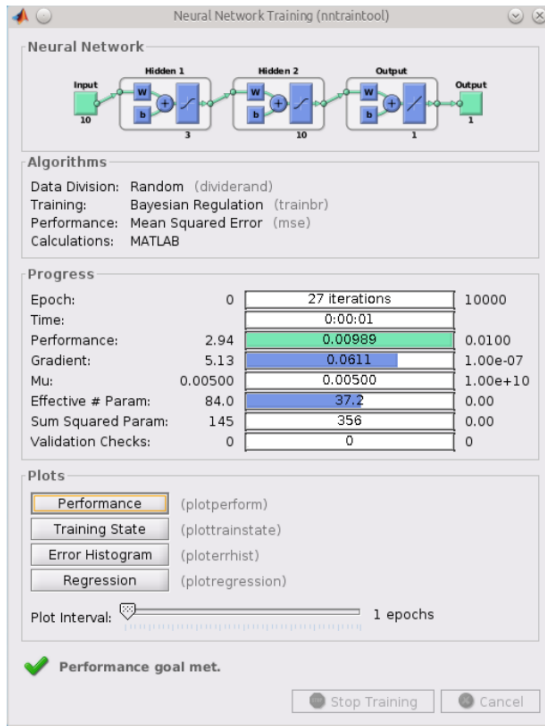 Neural Network Training (nntraintool)
Neural Network
Hidden 1 Hidden 2 Output
Input W b + W b + W b + Output
10 3 10 1 1
Algorithms
Data Division: Random (dividerand)
Training: Bayesian Regulation (trainbr)
Performance: Mean Squared Error (mse)
Calculations: MATLAB
Progress
Epoch: 0 27 iterations 10000
Time: 0:00:01
Performance: 2.94 0.00989 0.0100
Gradient: 5.13 0.0611 1.00e-07
Mu: 0.00500 0.00500 1.00e+10
Effective # Param: 84.0 37.2 0.00
Sum Squared Param: 145 356 0.00
Validation Checks: 0 0 0
Plots
Performance (plotperform)
Training State (plottrainstate)
Error Histogram (ploterrhist)
Regression (plotregression)
Plot Interval: 1 epochs
Performance goal met.
Stop Training Cancel